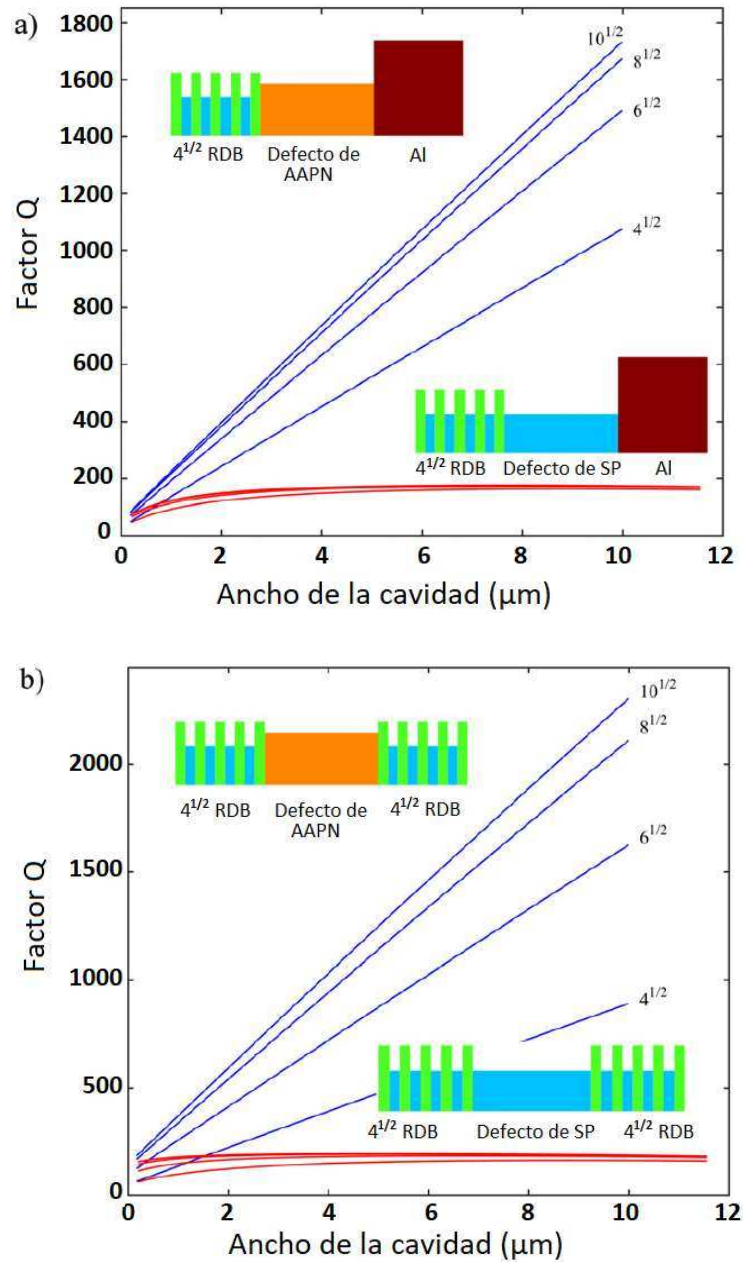 a)
Factor Q
1800
1600
1400
1200
1000
800
600
400
200
0
10^1/2
8^1/2
6^1/2
4^1/2
4^1/2 RDB Defecto de AAPN Al
4^1/2 RDB Defecto de SP Al
0 2 4 6 8 10 12
Ancho de la cavidad (μm)
b)
Factor Q
2000
1500
1000
500
0
10^1/2
8^1/2
6^1/2
4^1/2
4^1/2 RDB Defecto de AAPN 4^1/2 RDB
4^1/2 RDB Defecto de SP 4^1/2 RDB
0 2 4 6 8 10 12
Ancho de la cavidad (μm)